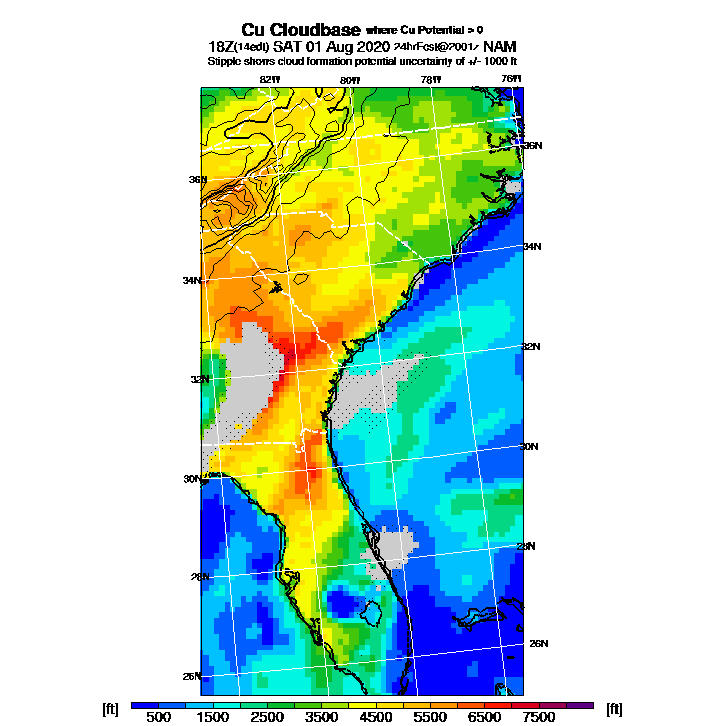 Cu Cloudbase where Cu Potential > 0
18Z(14edt) SAT 01 Aug 2020 24hrFcst@2001z NAM
Stipple shows cloud formation potential uncertainty of +/- 1000 ft
82W 80W 78W 76W
36N
36N
34N
34N
32N
32N
30N
30N
28N
28N
26N
26N
[ft] 500 1500 2500 3500 4500 5500 6500 7500 [ft]